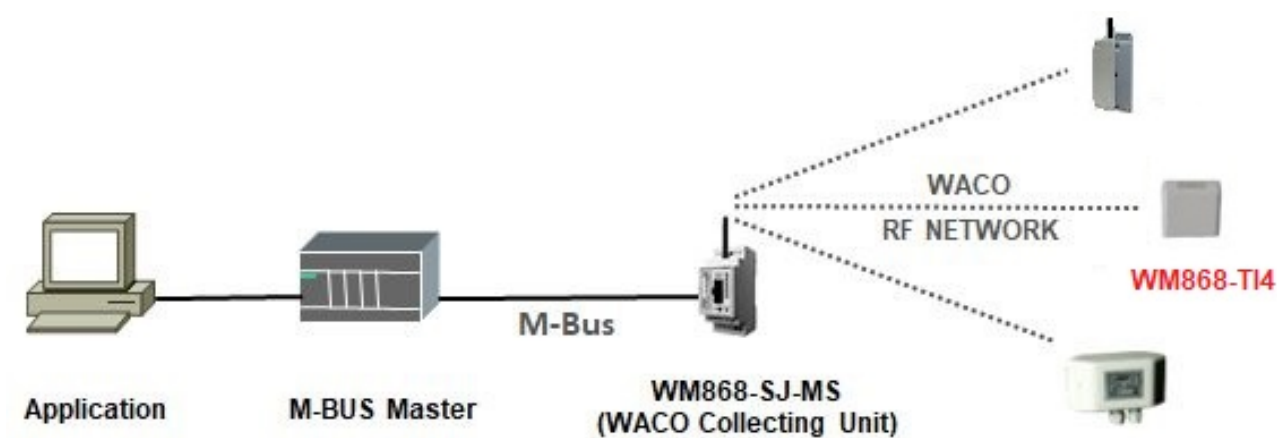 WACO
RF NETWORK
WM868-TI4
M-Bus
Application
M-BUS Master
WM868-SJ-MS
(WACO Collecting Unit)